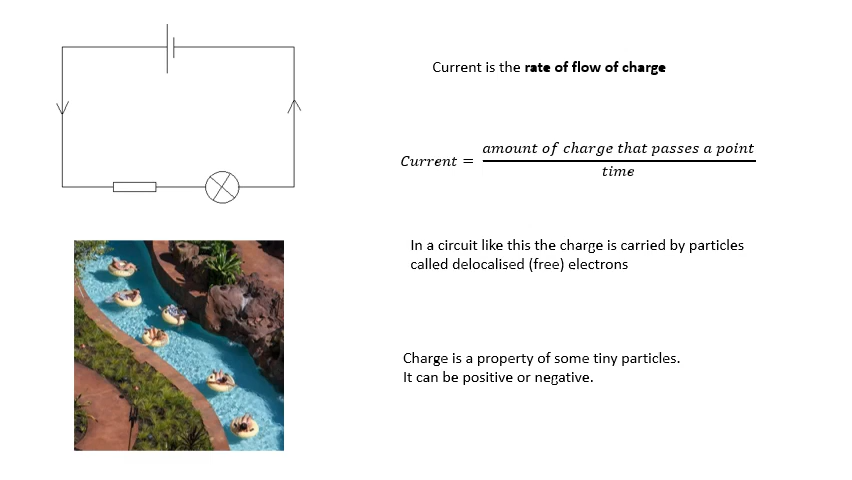 Current is the rate of flow of charge
Current = amount of charge that passes a point / time
In a circuit like this the charge is carried by particles
called delocalised (free) electrons
Charge is a property of some tiny particles.
It can be positive or negative.